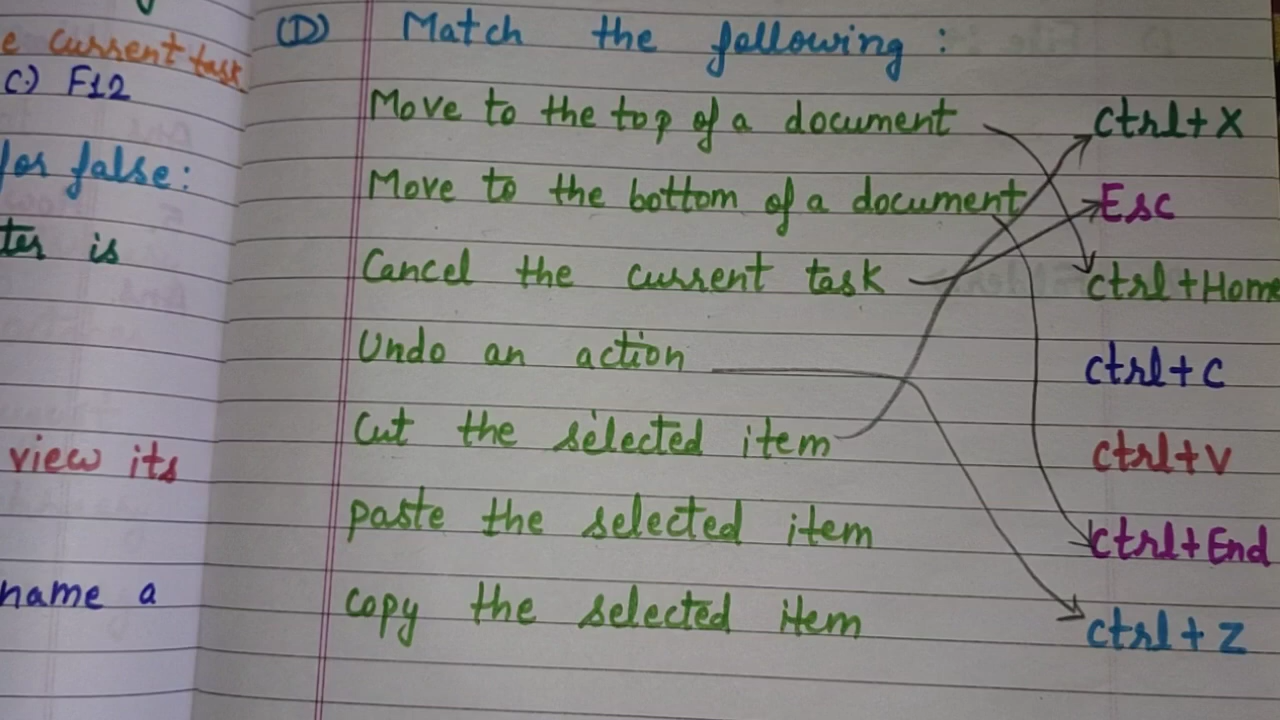 e current task
c) F12
for false:
ter is
view its
name a
(D) Match the following:
Move to the top of a document ctrl+X
Move to the bottom of a document Esc
Cancel the current task ctrl+Home
Undo an action ctrl+c
Cut the selected item ctrl+v
paste the selected item ctrl+End
copy the selected item ctrl+z